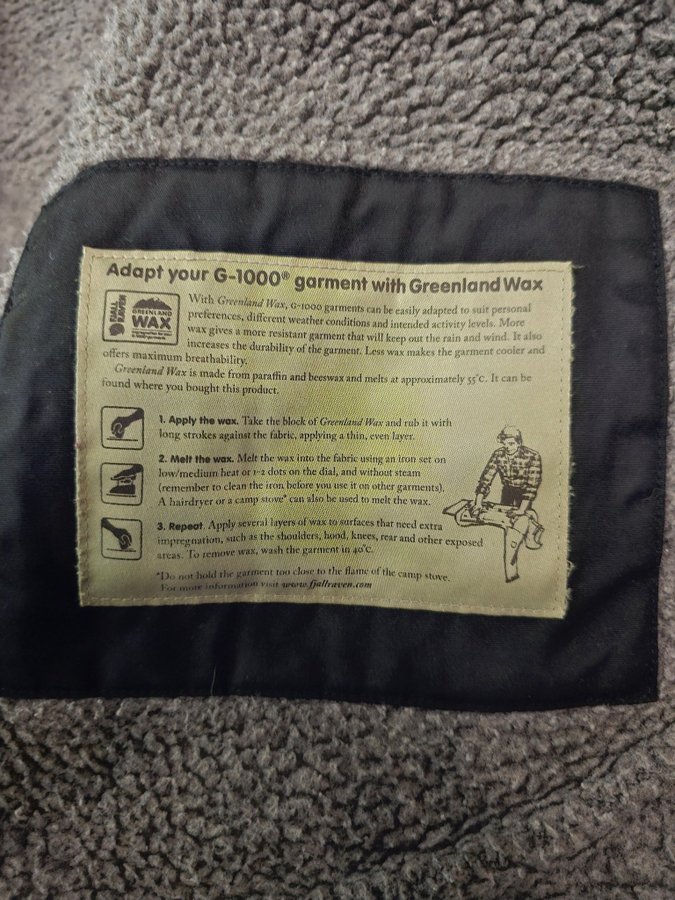 Adapt your G-1000® garment with Greenland Wax
FJÄLL
RÄVEN
GREENLAND
WAX
With Greenland Wax, G-1000 garments can be easily adapted to suit personal
preferences, different weather conditions and intended activity levels. More
wax gives a more resistant garment that will keep out the rain and wind. It also
increases the durability of the garment. Less wax makes the garment cooler and
offers maximum breathability.
Greenland Wax is made from paraffin and beeswax and melts at approximately 55°C. It can be
found where you bought this product.
1. Apply the wax. Take the block of Greenland Wax and rub it with
long strokes against the fabric, applying a thin, even layer.
2. Melt the wax. Melt the wax into the fabric using an iron set on
low/medium heat or 1-2 dots on the dial, and without steam
(remember to clean the iron before you use it on other garments).
A hairdryer or a camp stove* can also be used to melt the wax.
3. Repeat. Apply several layers of wax to surfaces that need extra
impregnation, such as the shoulders, hood, knees, rear and other exposed
areas. To remove wax, wash the garment in 40°C.
*Do not hold the garment too close to the flame of the camp stove.
For more information visit www.fjallraven.com